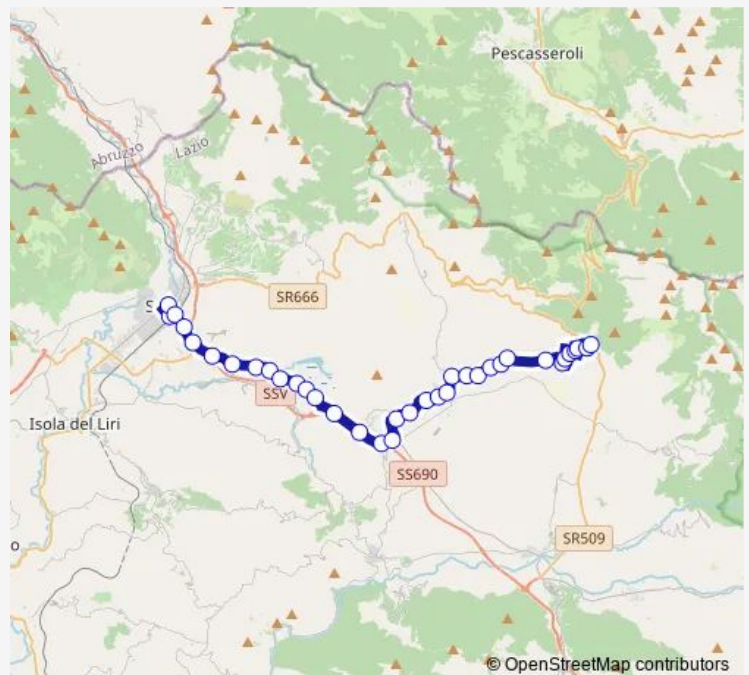 Pescasseroli
Abruzzo
Lazio
SR666
S
SSV
Isola del Liri
SS690
SR509
o
© OpenStreetMap contributors